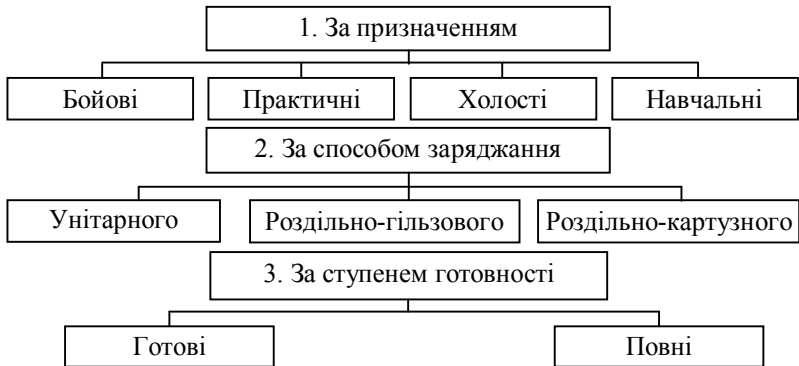 1. За призначенням
Бойові
Практичні
Холості
Навчальні
2. За способом заряджання
Унітарного
Роздільно-гільзового
Роздільно-картузного
3. За ступенем готовності
Готові
Повні